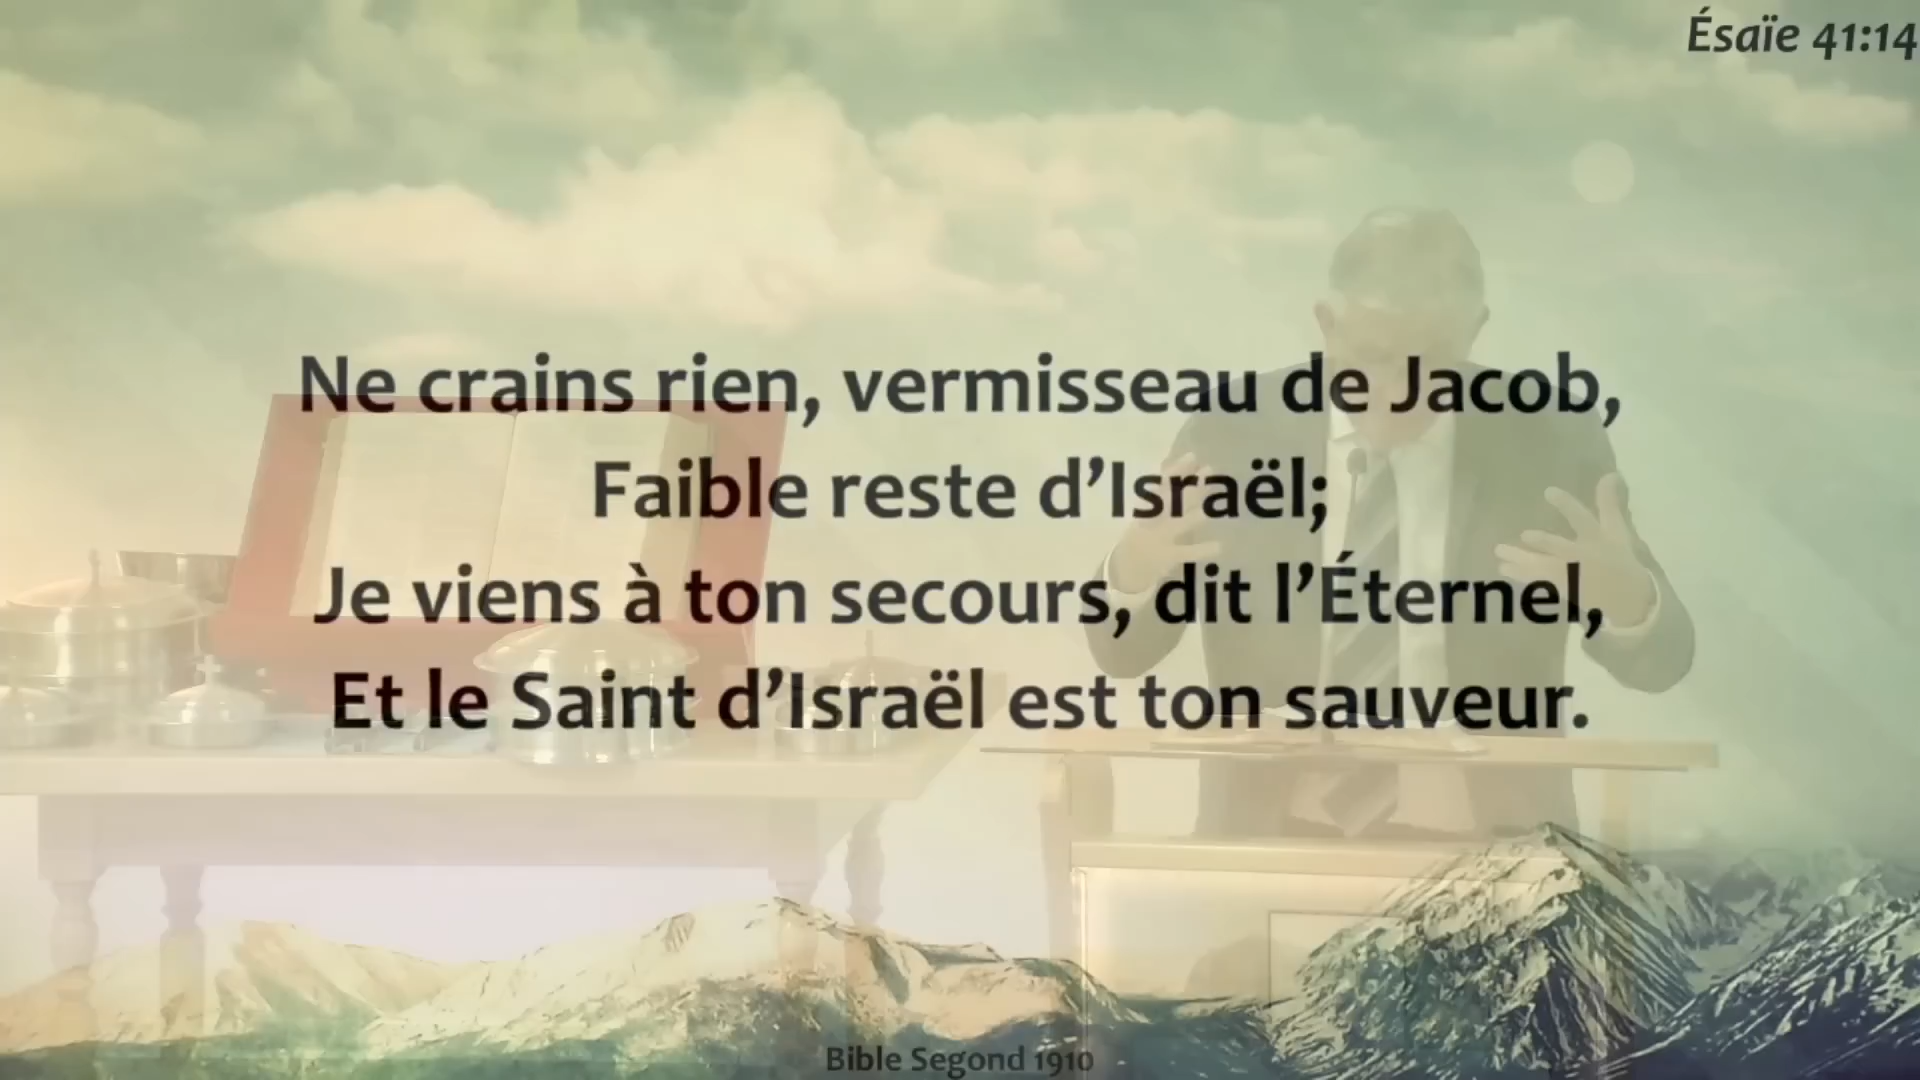 Ésaïe 41:14
Ne crains rien, vermisseau de Jacob,
Faible reste d’Israël;
Je viens à ton secours, dit l’Éternel,
Et le Saint d’Israël est ton sauveur.
Bible Segond 1910